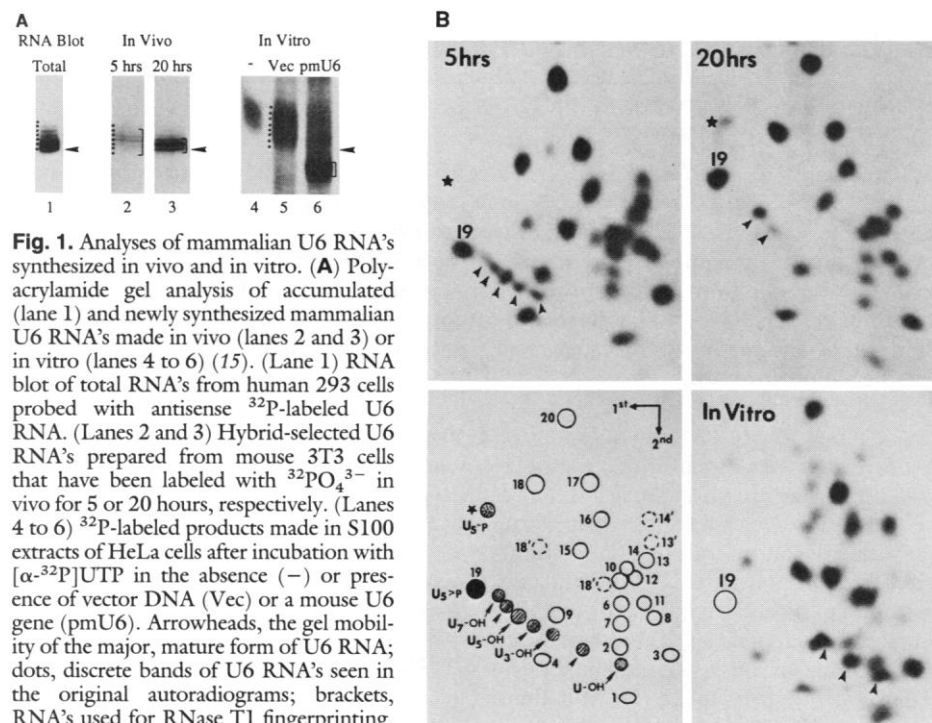 A
RNA Blot In Vivo In Vitro
Total 5 hrs 20 hrs - Vec pmU6
1 2 3 4 5 6
Fig. 1. Analyses of mammalian U6 RNA's
synthesized in vivo and in vitro. (A) Poly-
acrylamide gel analysis of accumulated
(lane 1) and newly synthesized mammalian
U6 RNA's made in vivo (lanes 2 and 3) or
in vitro (lanes 4 to 6) (15). (Lane 1) RNA
blot of total RNA's from human 293 cells
probed with antisense ³²P-labeled U6
RNA. (Lanes 2 and 3) Hybrid-selected U6
RNA's prepared from mouse 3T3 cells
that have been labeled with ³²PO₄³⁻ in
vivo for 5 or 20 hours, respectively. (Lanes
4 to 6) ³²P-labeled products made in S100
extracts of HeLa cells after incubation with
[α-³²P]UTP in the absence (−) or pres-
ence of vector DNA (Vec) or a mouse U6
gene (pmU6). Arrowheads, the gel mobil-
ity of the major, mature form of U6 RNA;
dots, discrete bands of U6 RNA's seen in
the original autoradiograms; brackets,
RNA's used for RNase T1 fingerprinting.
B
5hrs
★
19
20hrs
★
19
1st
2nd
20
18 17
★ U₅-P
16 14'
18' 15 14 13'
13
10
19 18' 12
U₅>P
U₇-OH 9 6 11
U₅-OH 7 8
U₃-OH 2
4 3
U-OH
1
In Vitro
19